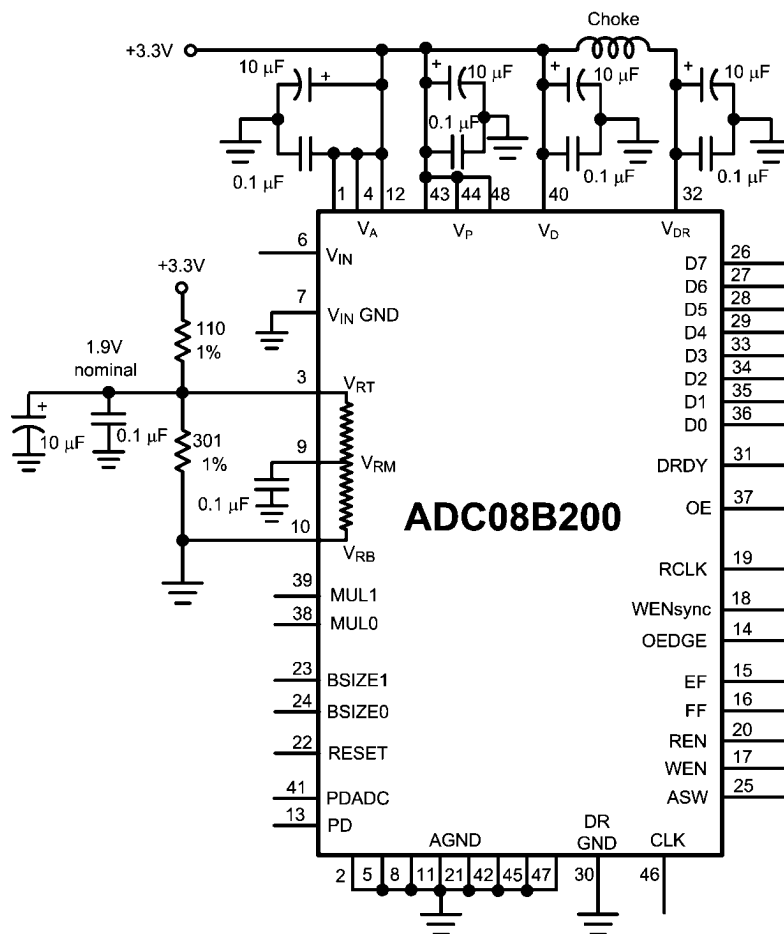 Choke
+3.3V
10 µF + + 10 µF + 10 µF + 10 µF
0.1 µF
0.1 µF 0.1 µF 0.1 µF
1 4 12 43 44 48 40 32
VA VP VD VDR
6 VIN
+3.3V
7 VIN GND
110
1%
1.9V
nominal
3 VRT
+
10 µF 0.1 µF
301
1%
9 VRM
0.1 µF
10 VRB
ADC08B200
39 MUL1
38 MUL0
23 BSIZE1
24 BSIZE0
22 RESET
41 PDADC
13 PD
D7 26
D6 27
D5 28
D4 29
D3 33
D2 34
D1 35
D0 36
DRDY 31
OE 37
RCLK 19
WENsync 18
OEDGE 14
EF 15
FF 16
REN 20
WEN 17
ASW 25
AGND DR GND CLK
2 5 8 11 21 42 45 47 30 46